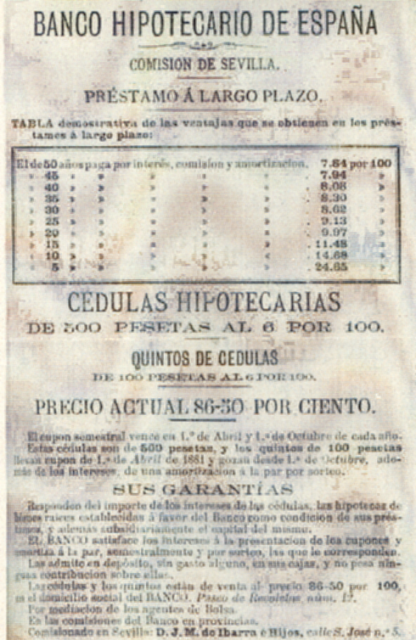 BANCO HIPOTECARIO DE ESPAÑA
COMISION DE SEVILLA.
PRÉSTAMO Á LARGO PLAZO.
TABLA demostrativa de las ventajas que se obtienen en los prés-
tamos á largo plazo:
El de 50 años paga por interés, comision y amortizacion. 7.64 por 100
» 45 » » » » » 7.94 »
» 40 » » » » » 8.08 »
» 35 » » » » » 8.30 »
» 30 » » » » » 8.62 »
» 25 » » » » » 9.13 »
» 20 » » » » » 9.97 »
» 15 » » » » » 11.48 »
» 10 » » » » » 14.68 »
» 5 » » » » » 24.65 »
CÉDULAS HIPOTECARIAS
DE 500 PESETAS AL 6 POR 100.
QUINTOS DE CEDULAS
DE 100 PESETAS AL 6 POR 100.
PRECIO ACTUAL 86-50 POR CIENTO.
El cupon semestral vence en 1.º de Abril y 1.º de Octubre de cada año.
Estas cédulas son de 500 pesetas, y los quintos de 100 pesetas
llevan cupon de 1.º de Abril de 1881 y gozan desde 1.º de Octubre, ade-
más de los intereses, de una amortizacion á la par por sorteo.
SUS GARANTÍAS
Responden del importe de los intereses de las cédulas, las hipotecas de
bienes raices establecidas á favor del Banco como condicion de sus prés-
tamos, y además subsidiariamente el capital del mismo.
EL BANCO satisface los intereses á la presentacion de los cupones y
amortiza á la par, semestralmente y por sorteo, las que le corresponden.
Las admite en depósito, sin gasto alguno, en sus cajas, y no pesa nin-
guna contribucion sobre ellas.
Las cédulas y los quintos están de venta al precio 86-50 por 100,
en el domicilio social del BANCO. Paseo de Recoletos núm. 12.
Por mediacion de los agentes de Bolsa.
En las comisiones del Banco en provincias.
Comisionado en Sevilla: D. J. M. de Ibarra é Hijos, calle S. José n.º 5.